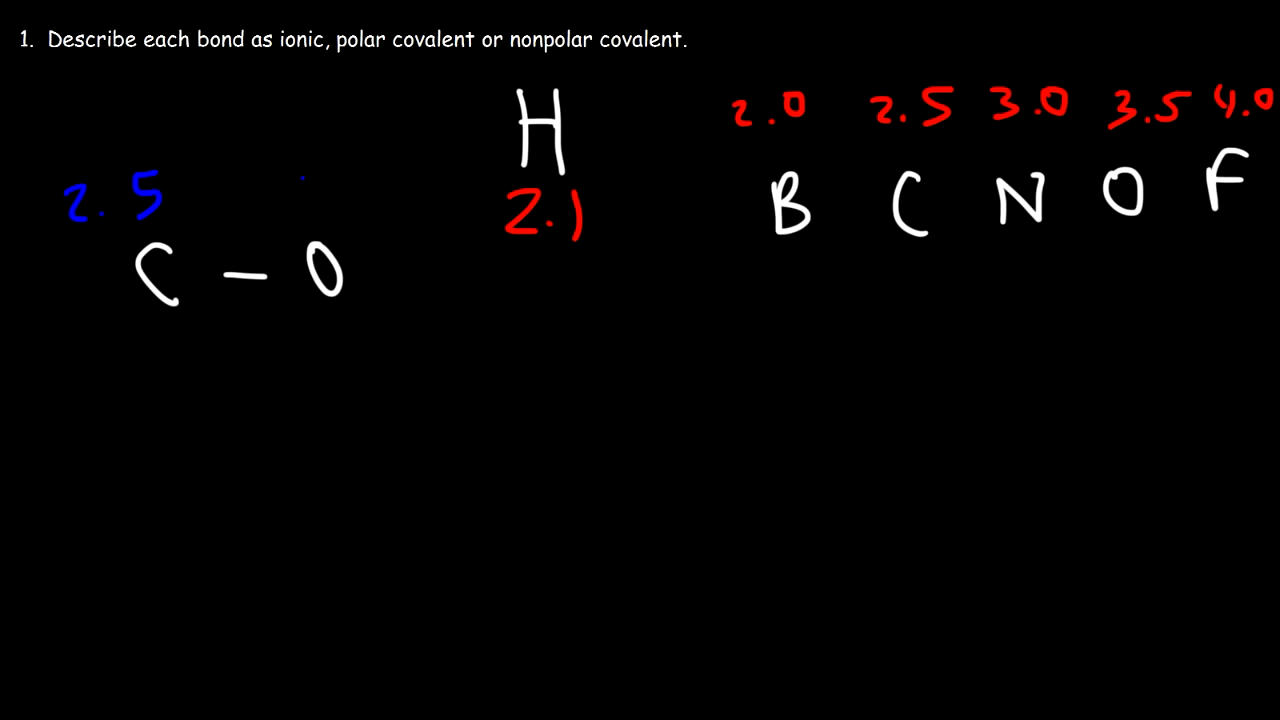 1. Describe each bond as ionic, polar covalent or nonpolar covalent.
H
2.1
2.0 2.5 3.0 3.5 4.0
B C N O F
2.5
C - O